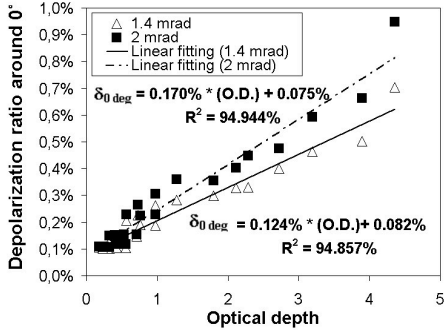 Depolarization ratio around 0°
1,0%
0,9%
0,8%
0,7%
0,6%
0,5%
0,4%
0,3%
0,2%
0,1%
0,0%
1.4 mrad
2 mrad
Linear fitting (1.4 mrad)
Linear fitting (2 mrad)
δ0 deg = 0.170% * (O.D.) + 0.075%
R² = 94.944%
δ0 deg = 0.124% * (O.D.)+ 0.082%
R² = 94.857%
0 1 2 3 4 5
Optical depth